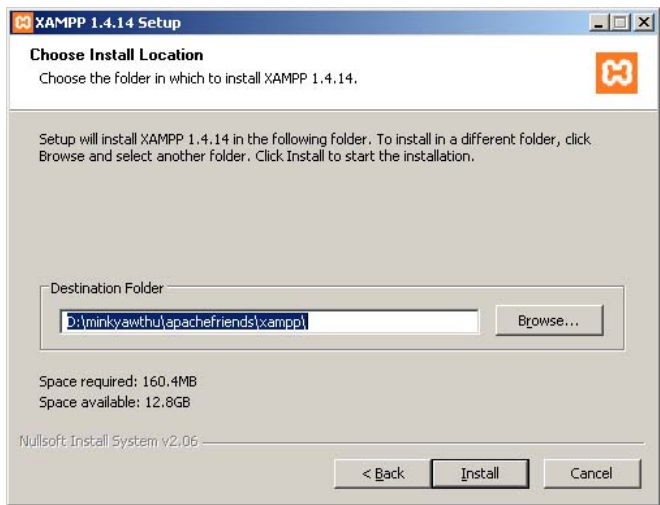 XAMPP 1.4.14 Setup
Choose Install Location
Choose the folder in which to install XAMPP 1.4.14.
Setup will install XAMPP 1.4.14 in the following folder. To install in a different folder, click
Browse and select another folder. Click Install to start the installation.
Destination Folder
D:\minkyawthu\apachefriends\xampp\
Browse...
Space required: 160.4MB
Space available: 12.8GB
Nullsoft Install System v2.06
< Back
Install
Cancel